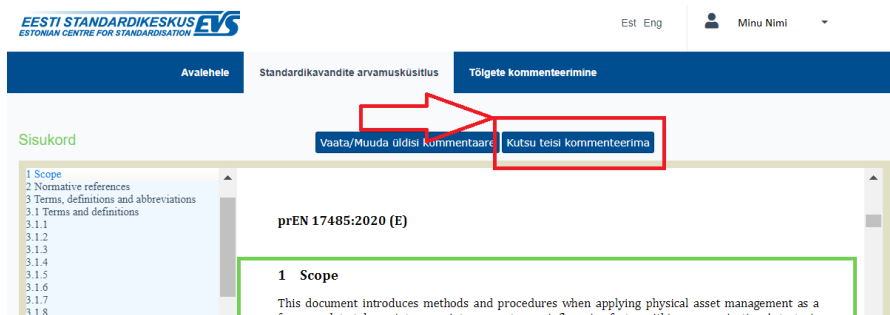 EESTI STANDARDIKESKUS EVS
ESTONIAN CENTRE FOR STANDARDISATION
Est Eng
Minu Nimi
Avalehele
Standardikavandite arvamusküsitlus
Tõlgete kommenteerimine
Sisukord
Vaata/Muuda üldisi kommentaare
Kutsu teisi kommenteerima
1 Scope
2 Normative references
3 Terms, definitions and abbreviations
3.1 Terms and definitions
3.1.1
3.1.2
3.1.3
3.1.4
3.1.5
3.1.6
3.1.7
3.1.8
prEN 17485:2020 (E)
1 Scope
This document introduces methods and procedures when applying physical asset management as a